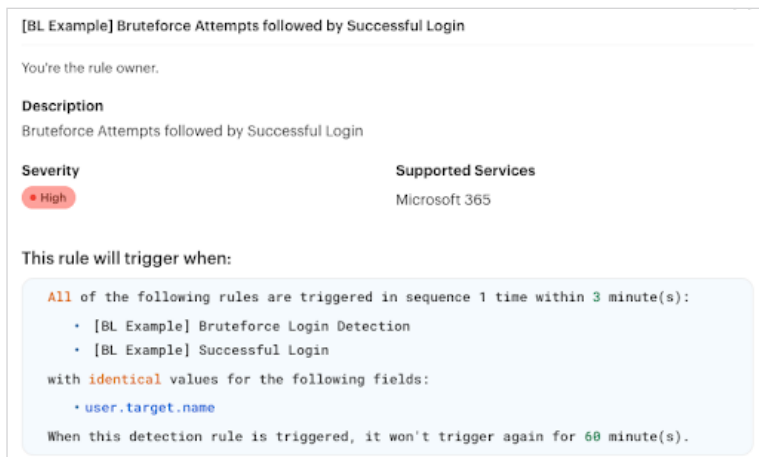 [BL Example] Bruteforce Attempts followed by Successful Login
You're the rule owner.
Description
Bruteforce Attempts followed by Successful Login
Severity
Supported Services
High
Microsoft 365
This rule will trigger when:
All of the following rules are triggered in sequence 1 time within 3 minute(s):
• [BL Example] Bruteforce Login Detection
• [BL Example] Successful Login
with identical values for the following fields:
• user.target.name
When this detection rule is triggered, it won't trigger again for 60 minute(s).